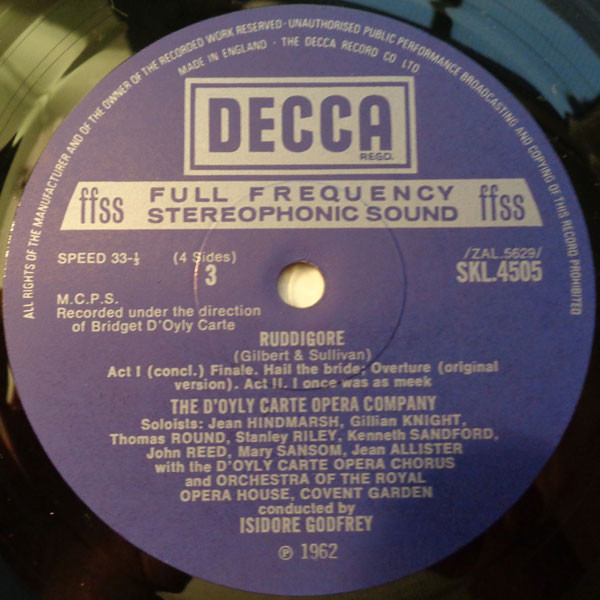 ALL RIGHTS OF THE MANUFACTURER AND OF THE OWNER OF THE RECORDED WORK RESERVED · UNAUTHORISED PUBLIC PERFORMANCE BROADCASTING AND COPYING OF THIS RECORD PROHIBITED
MADE IN ENGLAND · THE DECCA RECORD CO LTD
DECCA
REGD.
ffss FULL FREQUENCY STEREOPHONIC SOUND ffss
SPEED 33-⅓ (4 Sides) /ZAL.5629/
3 SKL.4505
M.C.P.S.
Recorded under the direction
of Bridget D'Oyly Carte
RUDDIGORE
(Gilbert & Sullivan)
Act I (concl.) Finale. Hail the bride; Overture (original
version). Act II. I once was as meek
THE D'OYLY CARTE OPERA COMPANY
Soloists: Jean HINDMARSH, Gillian KNIGHT,
Thomas ROUND, Stanley RILEY, Kenneth SANDFORD,
John REED, Mary SANSOM, Jean ALLISTER
with the D'OYLY CARTE OPERA CHORUS
and ORCHESTRA OF THE ROYAL
OPERA HOUSE, COVENT GARDEN
conducted by
ISIDORE GODFREY
℗ 1962